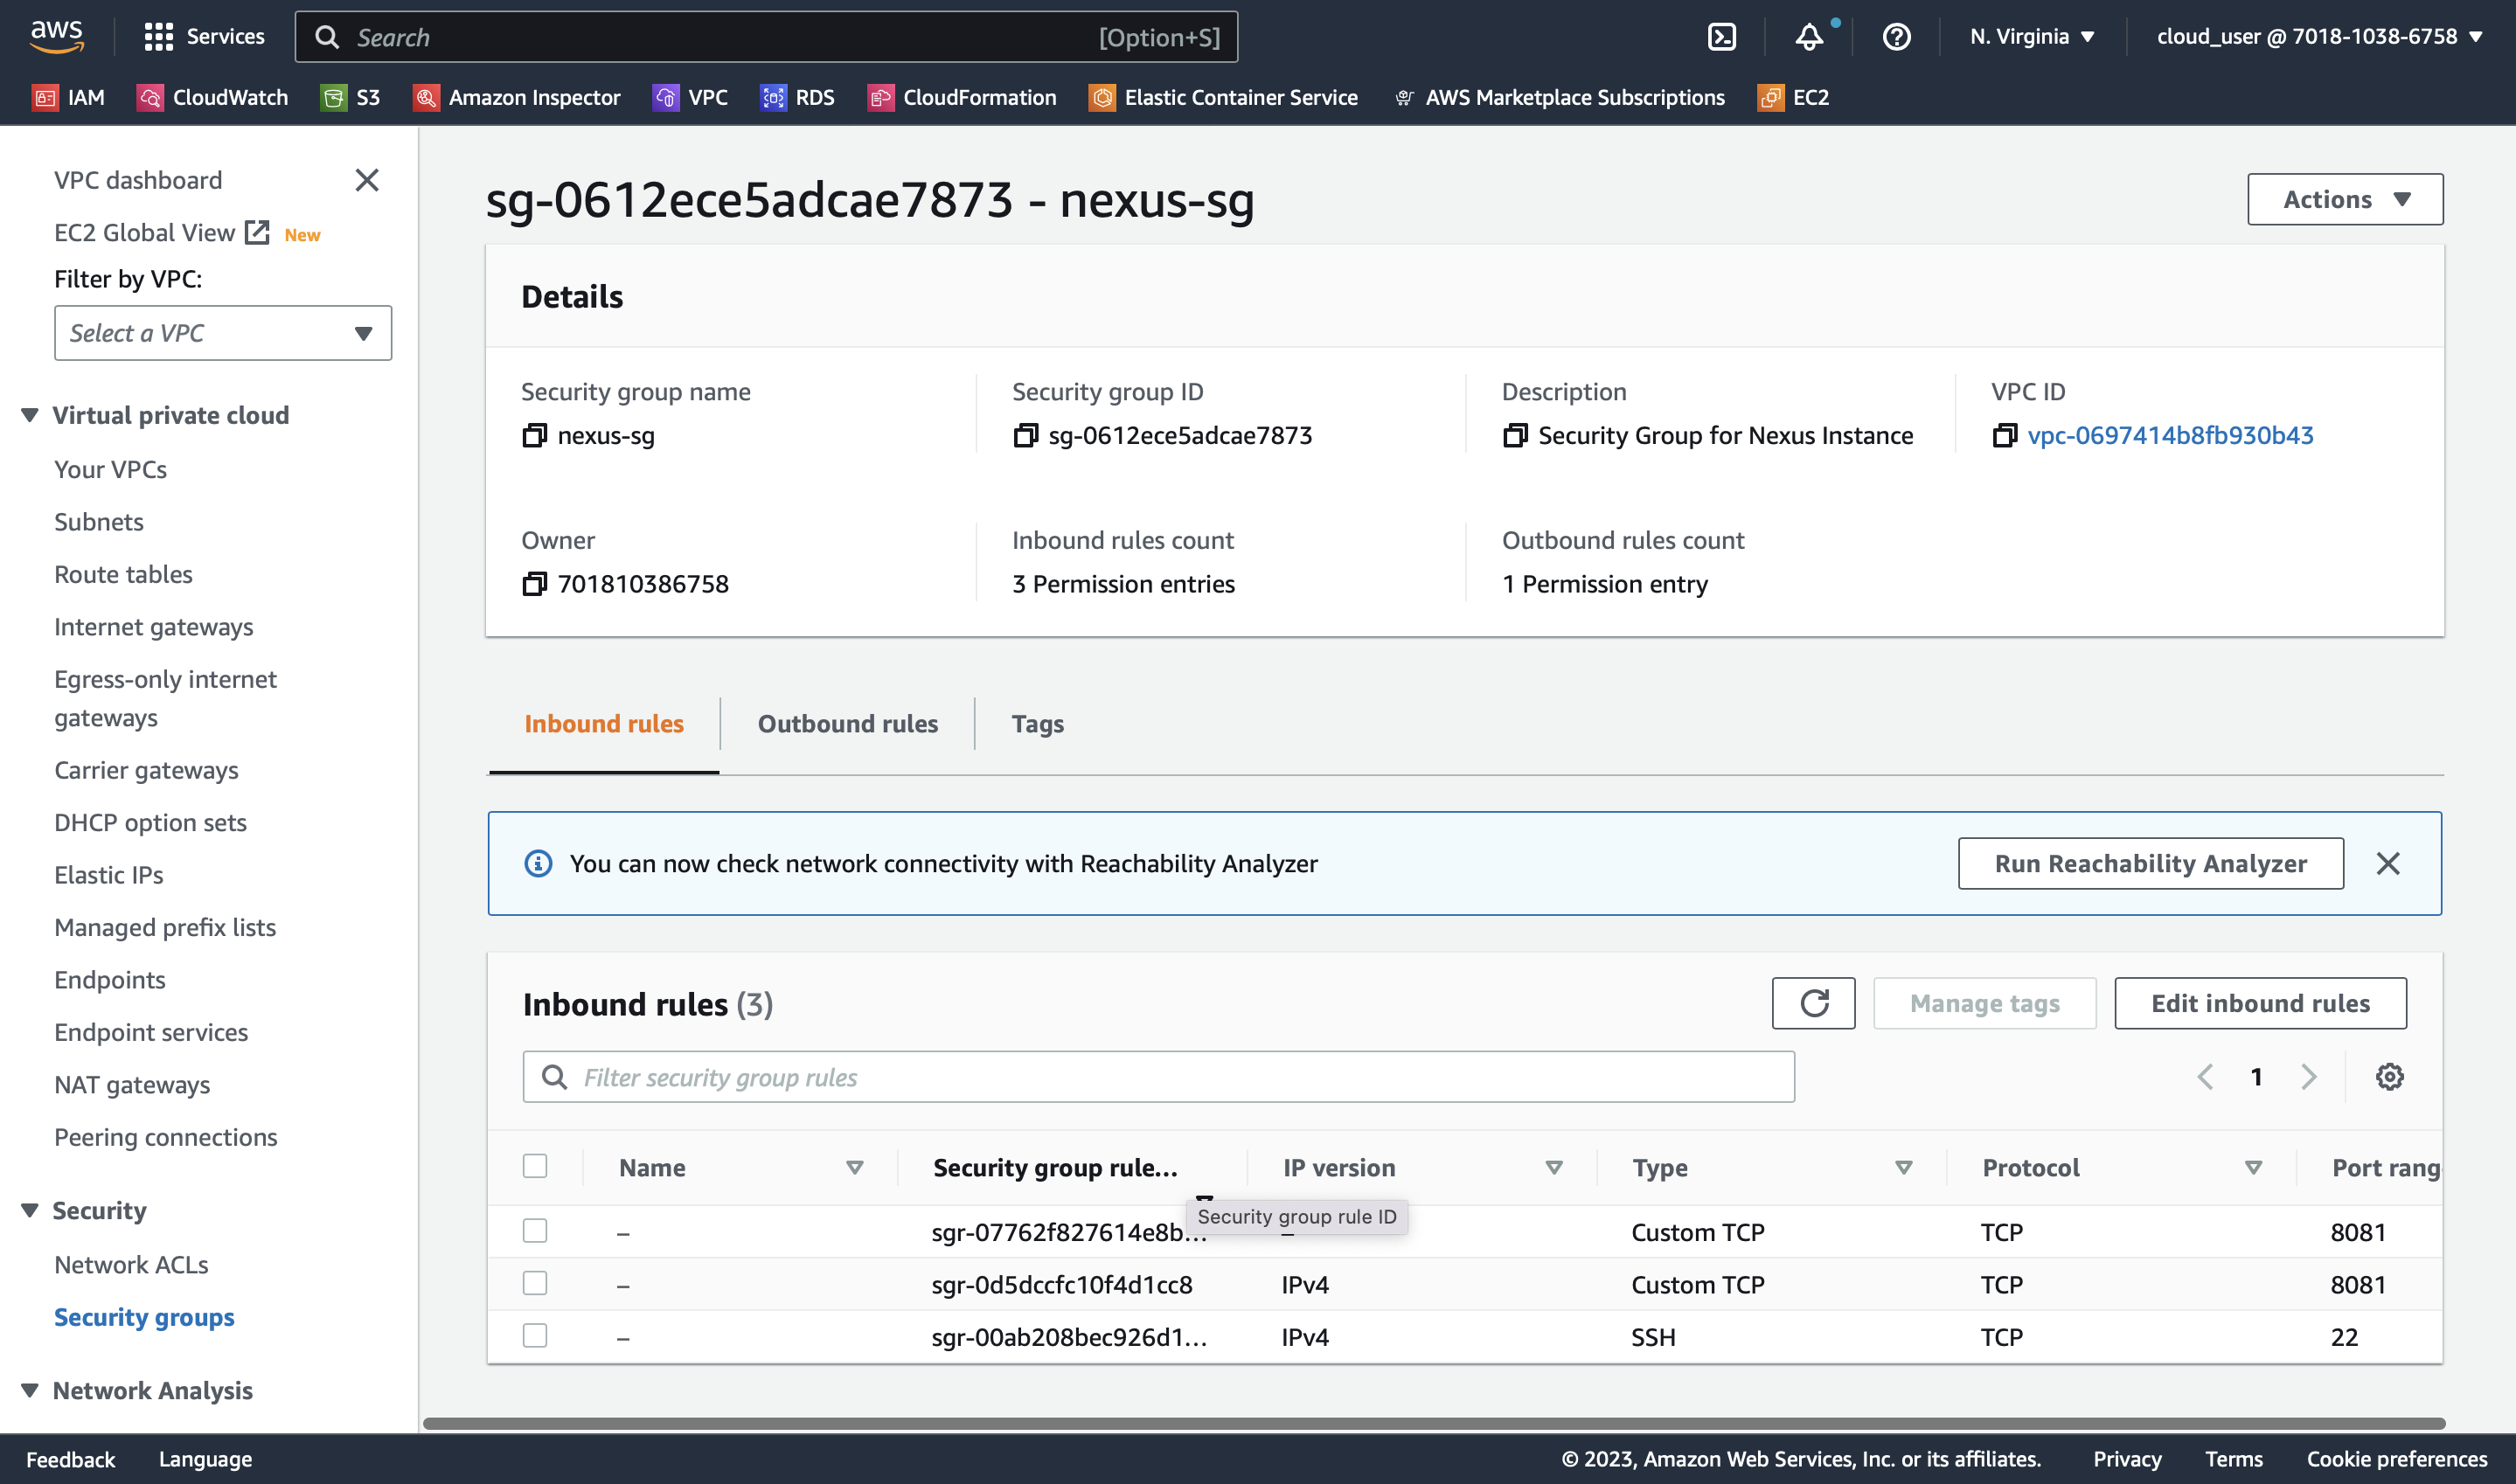 aws
Services
Search [Option+S]
N. Virginia
cloud_user @ 7018-1038-6758
IAM
CloudWatch
S3
Amazon Inspector
VPC
RDS
CloudFormation
Elastic Container Service
AWS Marketplace Subscriptions
EC2
VPC dashboard
EC2 Global View New
Filter by VPC:
Select a VPC
Virtual private cloud
Your VPCs
Subnets
Route tables
Internet gateways
Egress-only internet
gateways
Carrier gateways
DHCP option sets
Elastic IPs
Managed prefix lists
Endpoints
Endpoint services
NAT gateways
Peering connections
Security
Network ACLs
Security groups
Network Analysis
sg-0612ece5adcae7873 - nexus-sg
Actions
Details
Security group name
nexus-sg
Security group ID
sg-0612ece5adcae7873
Description
Security Group for Nexus Instance
VPC ID
vpc-0697414b8fb930b43
Owner
701810386758
Inbound rules count
3 Permission entries
Outbound rules count
1 Permission entry
Inbound rules
Outbound rules
Tags
You can now check network connectivity with Reachability Analyzer
Run Reachability Analyzer
Inbound rules (3)
Manage tags
Edit inbound rules
Filter security group rules
1
Name Security group rule... IP version Type Protocol Port rang
Security group rule ID
– sgr-07762f827614e8b... – Custom TCP TCP 8081
– sgr-0d5dccfc10f4d1cc8 IPv4 Custom TCP TCP 8081
– sgr-00ab208bec926d1... IPv4 SSH TCP 22
Feedback
Language
© 2023, Amazon Web Services, Inc. or its affiliates.
Privacy
Terms
Cookie preferences